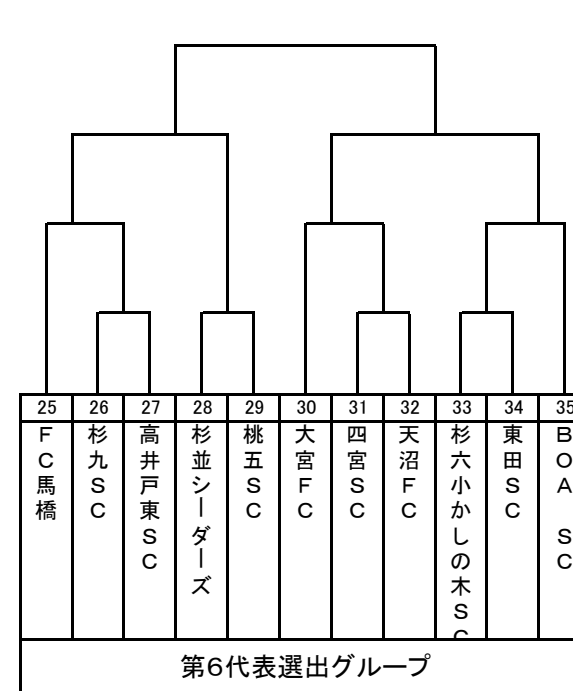 25 26 27 28 29 30 31 32 33 34 35
FC馬橋
杉九SC
高井戸東SC
杉並シーダーズ
桃五SC
大宮FC
四宮SC
天沼FC
杉六小かしの木SC
東田SC
BOA SC
第6代表選出グループ